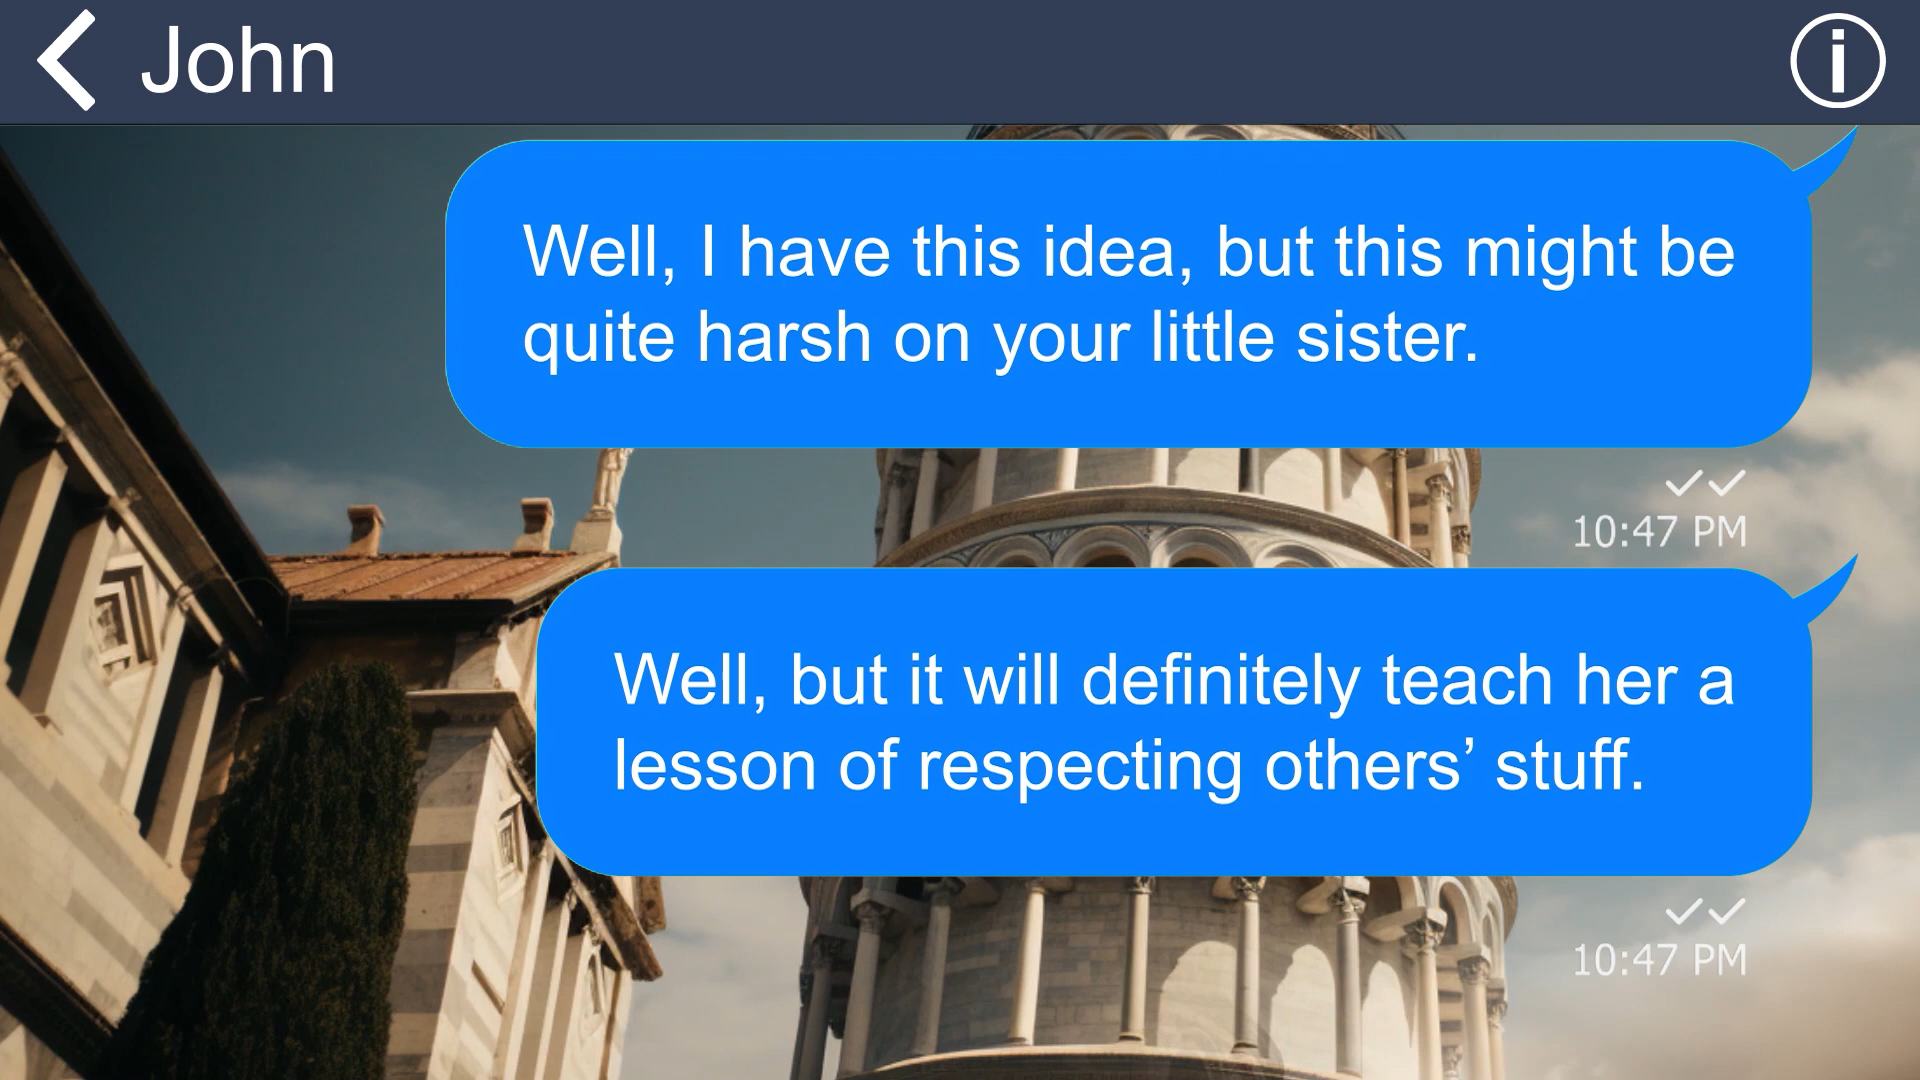 John
Well, I have this idea, but this might be
quite harsh on your little sister.
10:47 PM
Well, but it will definitely teach her a
lesson of respecting others’ stuff.
10:47 PM